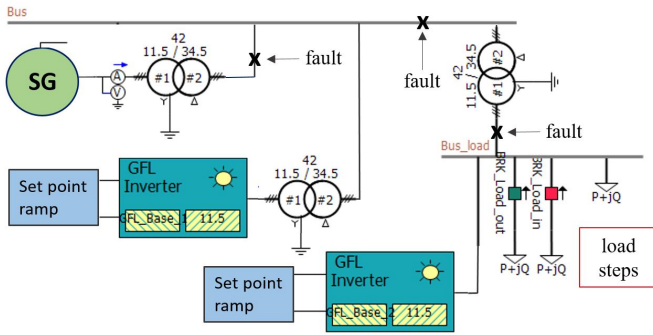 Bus
42
11.5 / 34.5
SG
A
V
#1
#2
Y
Δ
fault
fault
42
11.5 / 34.5
#2
#1
Δ
Y
fault
Bus_load
GFL
Inverter
Set point
ramp
GFL_Base_1
11.5
42
11.5 / 34.5
#1
#2
Y
Δ
BRK_Load_out
BRK_Load_in
P+jQ
P+jQ
P+jQ
load
steps
GFL
Inverter
Set point
ramp
GFL_Base_2
11.5